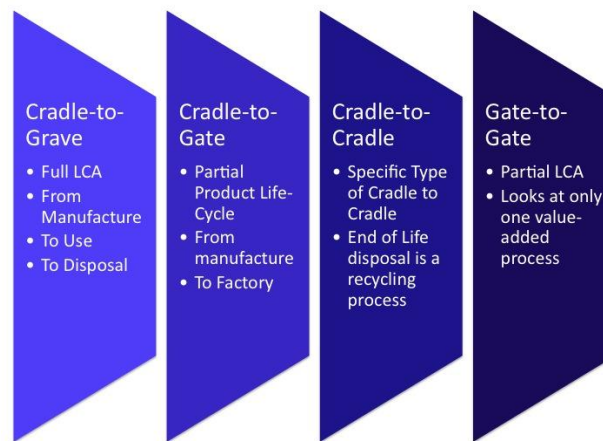 Cradle-to-
Grave
• Full LCA
• From
Manufacture
• To Use
• To Disposal
Cradle-to-
Gate
• Partial
Product Life-
Cycle
• From
manufacture
• To Factory
Cradle-to-
Cradle
• Specific Type
of Cradle to
Cradle
• End of Life
disposal is a
recycling
process
Gate-to-
Gate
• Partial LCA
• Looks at only
one value-
added
process